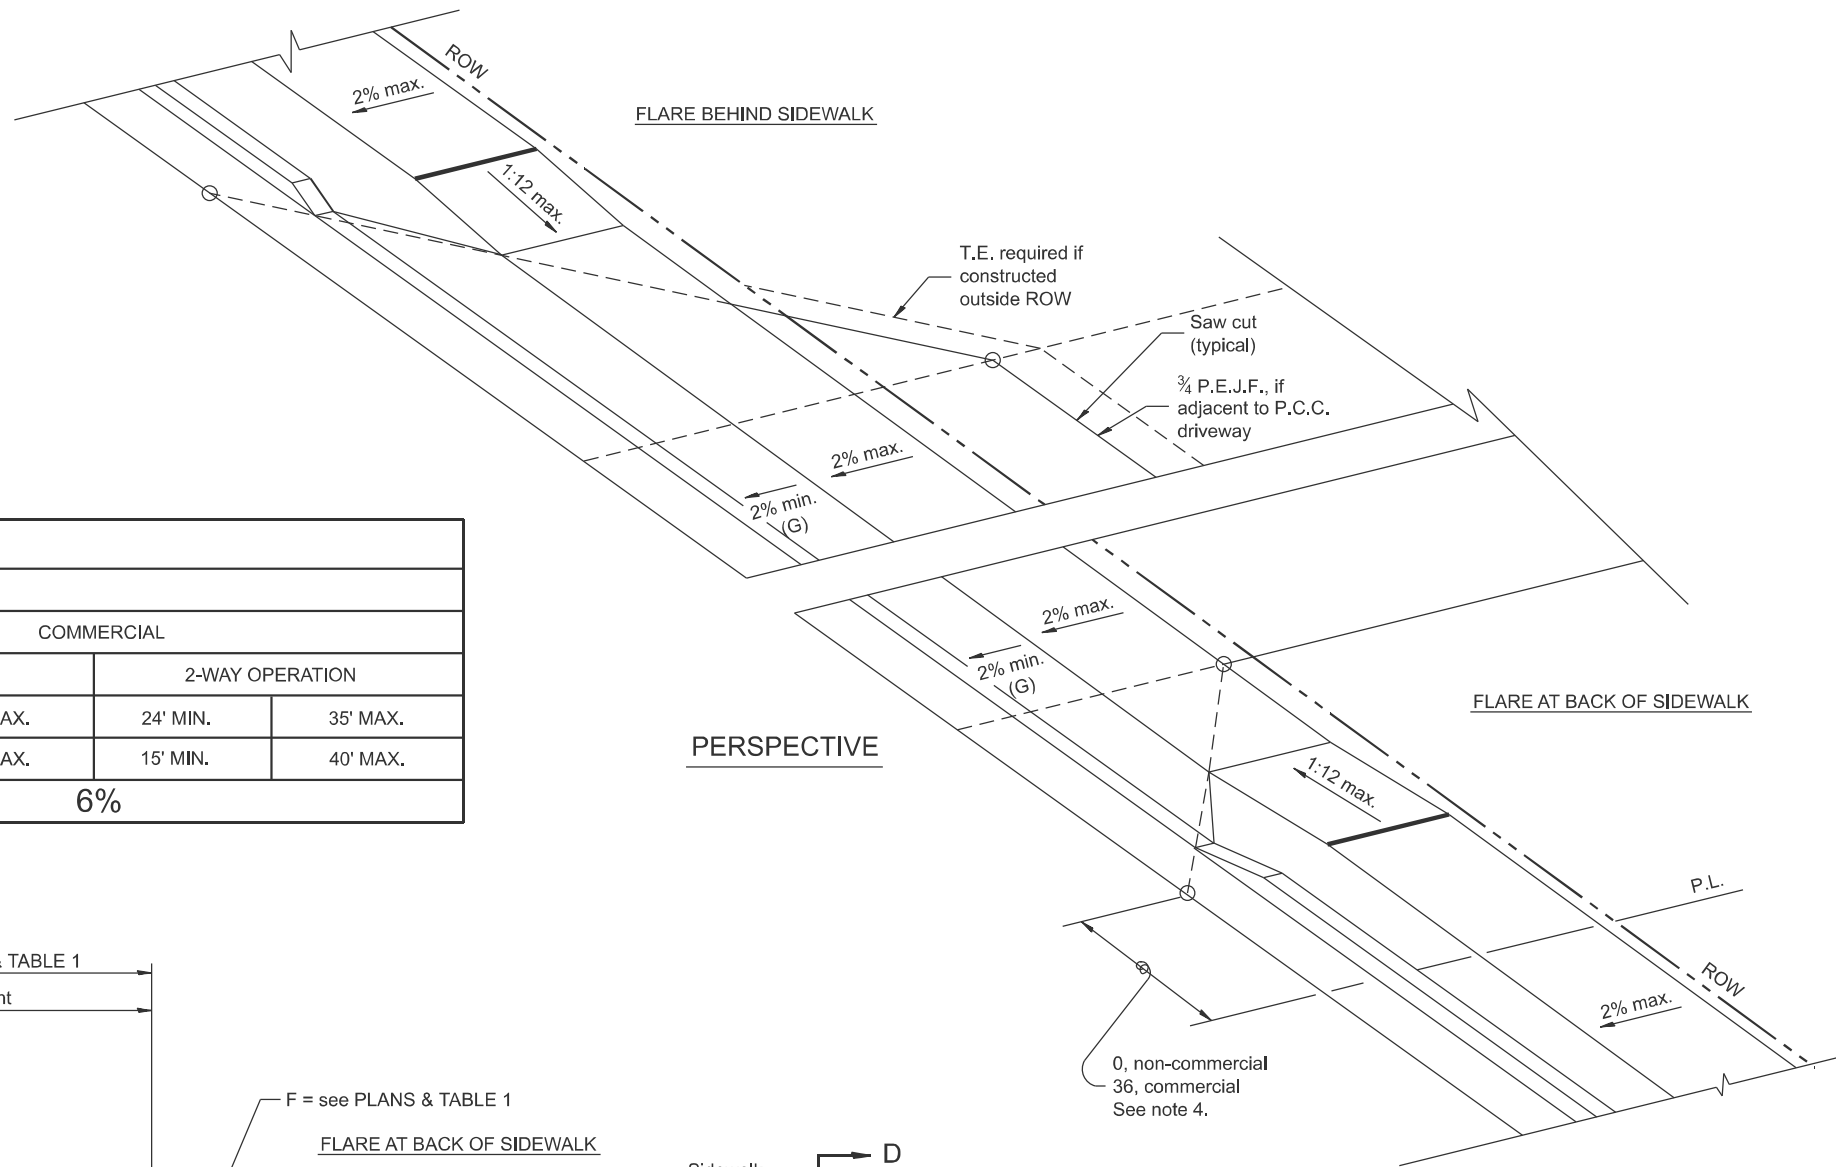 ROW
2% max.
FLARE BEHIND SIDEWALK
1:12 max.
T.E. required if
constructed
outside ROW
Saw cut
(typical)
¾ P.E.J.F., if
adjacent to P.C.C.
driveway
2% max.
2% min.
(G)
2% max.
2% min.
(G)
FLARE AT BACK OF SIDEWALK
PERSPECTIVE
1:12 max.
P.L.
ROW
2% max.
0, non-commercial
36, commercial
See note 4.
COMMERCIAL
2-WAY OPERATION
AX. 24' MIN. 35' MAX.
AX. 15' MIN. 40' MAX.
6%
& TABLE 1
nt
F = see PLANS & TABLE 1
FLARE AT BACK OF SIDEWALK
D